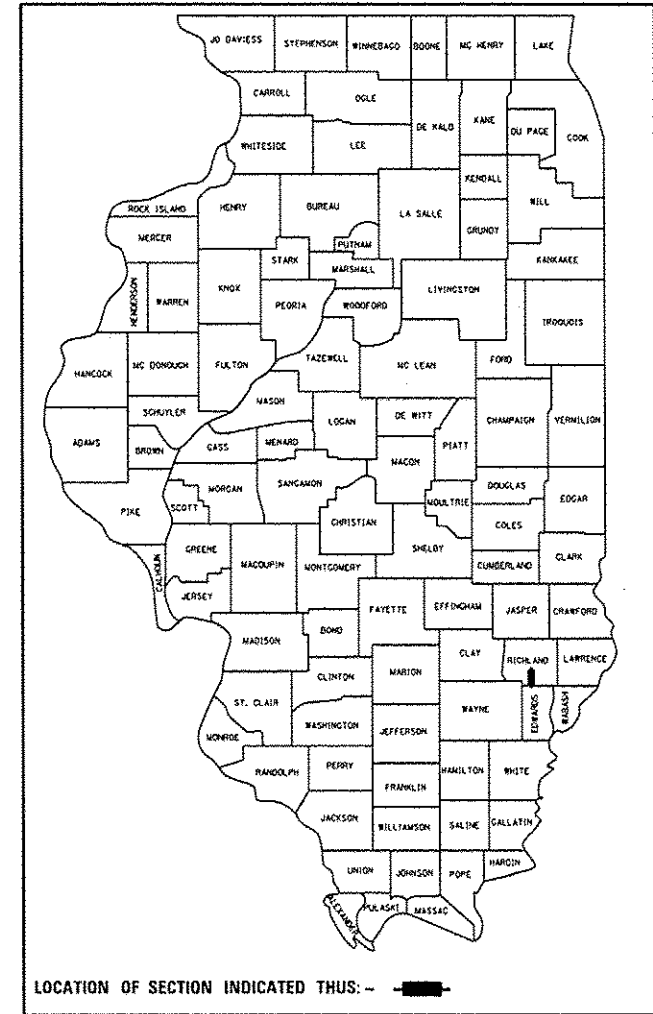 JO DAVIESS STEPHENSON WINNEBAGO BOONE MC HENRY LAKE
CARROLL OGLE DE KALB KANE DU PAGE COOK
WHITESIDE LEE KENDALL WILL
ROCK ISLAND HENRY BUREAU LA SALLE GRUNDY
MERCER PUTNAM KANKAKEE
HENDERSON WARREN KNOX STARK MARSHALL LIVINGSTON
PEORIA WOODFORD IROQUOIS
HANCOCK MC DONOUGH FULTON TAZEWELL MC LEAN FORD
SCHUYLER MASON LOGAN DE WITT CHAMPAIGN VERMILION
ADAMS BROWN CASS MENARD MACON PIATT
PIKE SCOTT MORGAN SANGAMON MOULTRIE DOUGLAS EDGAR
CHRISTIAN COLES
CALHOUN GREENE MACOUPIN MONTGOMERY SHELBY CUMBERLAND CLARK
JERSEY FAYETTE EFFINGHAM JASPER CRAWFORD
MADISON BOND CLAY RICHLAND LAWRENCE
CLINTON MARION
ST. CLAIR WAYNE EDWARDS WABASH
MONROE WASHINGTON JEFFERSON
RANDOLPH PERRY HAMILTON WHITE
FRANKLIN
JACKSON WILLIAMSON SALINE GALLATIN
UNION JOHNSON POPE HARDIN
ALEXANDER PULASKI MASSAC
LOCATION OF SECTION INDICATED THUS: -